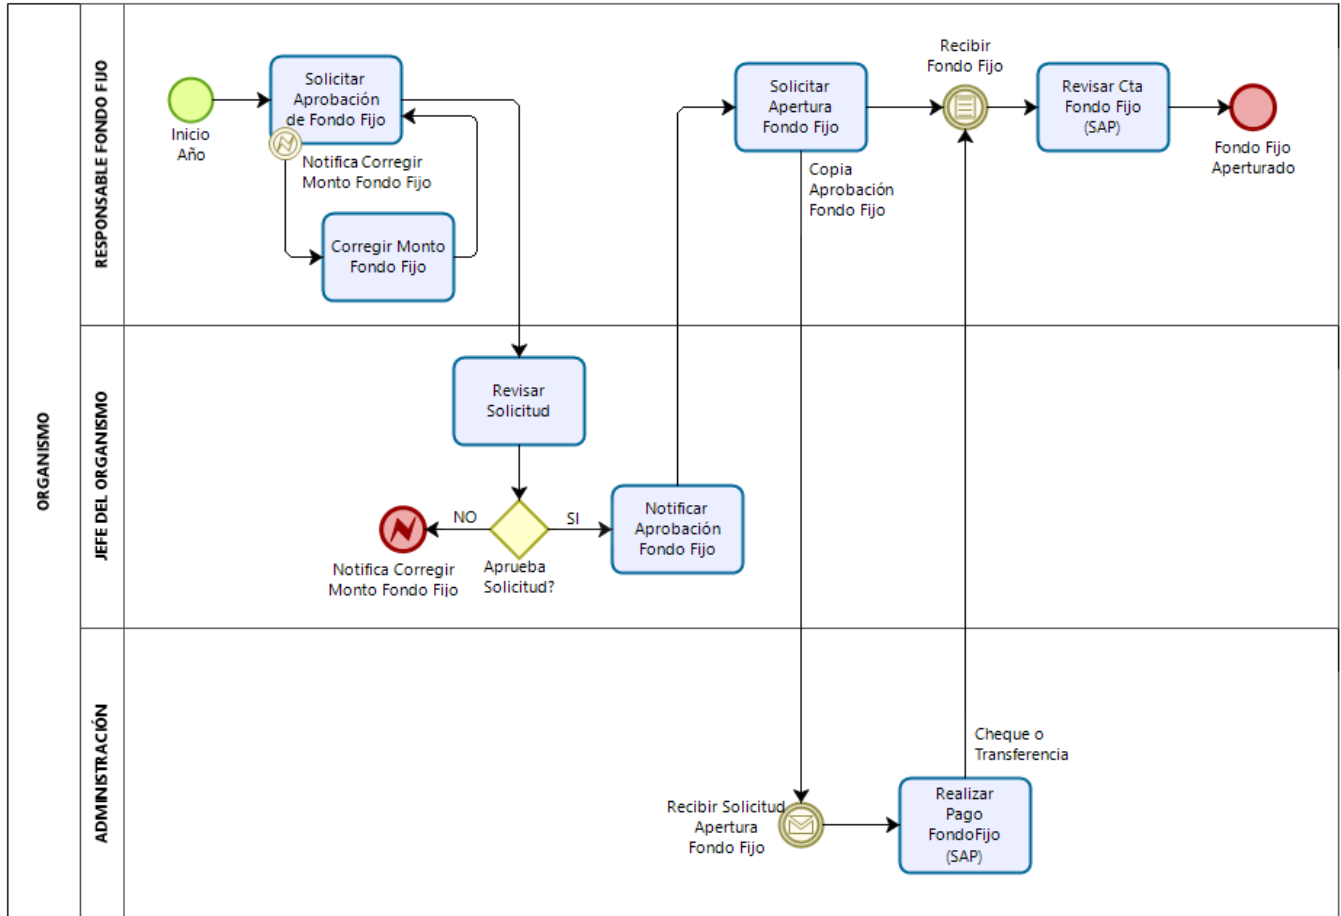 ORGANISMO
RESPONSABLE FONDO FIJO
Inicio
Año
Solicitar
Aprobación
de Fondo Fijo
Notifica Corregir
Monto Fondo Fijo
Corregir Monto
Fondo Fijo
Solicitar
Apertura
Fondo Fijo
Copia
Aprobación
Fondo Fijo
Recibir
Fondo Fijo
Revisar Cta
Fondo Fijo
(SAP)
Fondo Fijo
Aperturado
JEFE DEL ORGANISMO
Revisar
Solicitud
NO
SI
Aprueba
Solicitud?
Notifica Corregir
Monto Fondo Fijo
Notificar
Aprobación
Fondo Fijo
ADMINISTRACIÓN
Recibir Solicitud
Apertura
Fondo Fijo
Cheque o
Transferencia
Realizar
Pago
FondoFijo
(SAP)